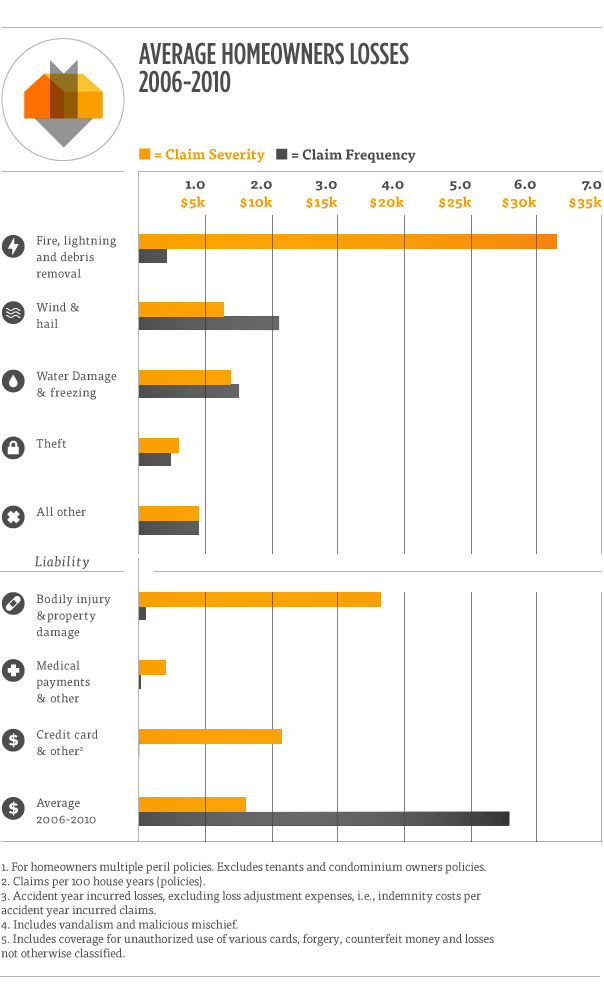 AVERAGE HOMEOWNERS LOSSES
2006-2010
= Claim Severity = Claim Frequency
1.0 2.0 3.0 4.0 5.0 6.0 7.0
$5k $10k $15k $20k $25k $30k $35k
Fire, lightning
and debris
removal
Wind &
hail
Water Damage
& freezing
Theft
All other
Liability
Bodily injury
&property
damage
Medical
payments
& other
$ Credit card
& other²
$ Average
2006-2010
1. For homeowners multiple peril policies. Excludes tenants and condominium owners policies.
2. Claims per 100 house years (policies).
3. Accident year incurred losses, excluding loss adjustment expenses, i.e., indemnity costs per
accident year incurred claims.
4. Includes vandalism and malicious mischief.
5. Includes coverage for unauthorized use of various cards, forgery, counterfeit money and losses
not otherwise classified.